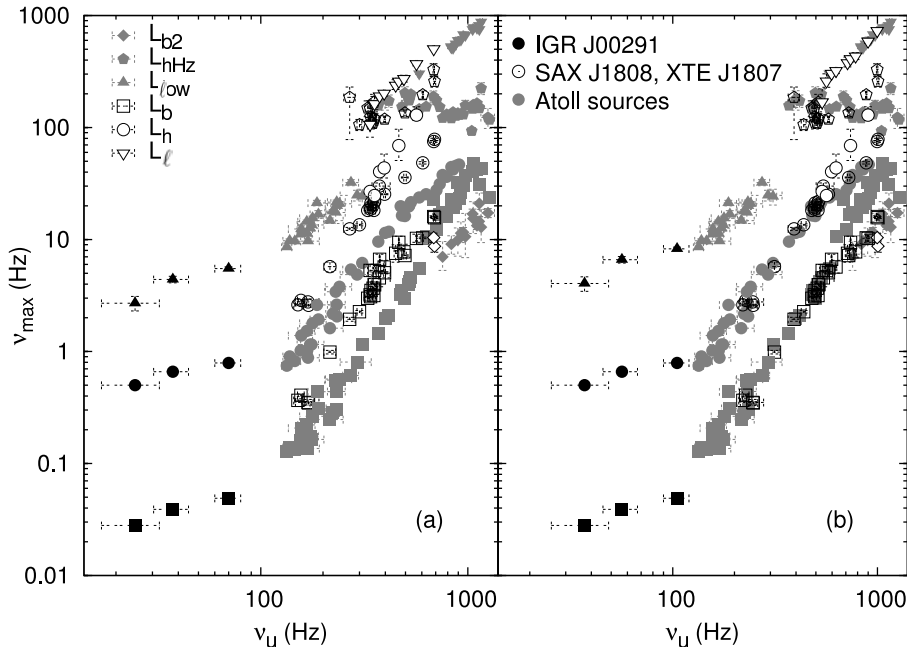 ν_max (Hz)
1000
100
10
1
0.1
0.01
L_b2
L_hHz
L_ℓow
L_b
L_h
L_ℓ
(a)
100
1000
ν_u (Hz)
IGR J00291
SAX J1808, XTE J1807
Atoll sources
(b)
100
1000
ν_u (Hz)